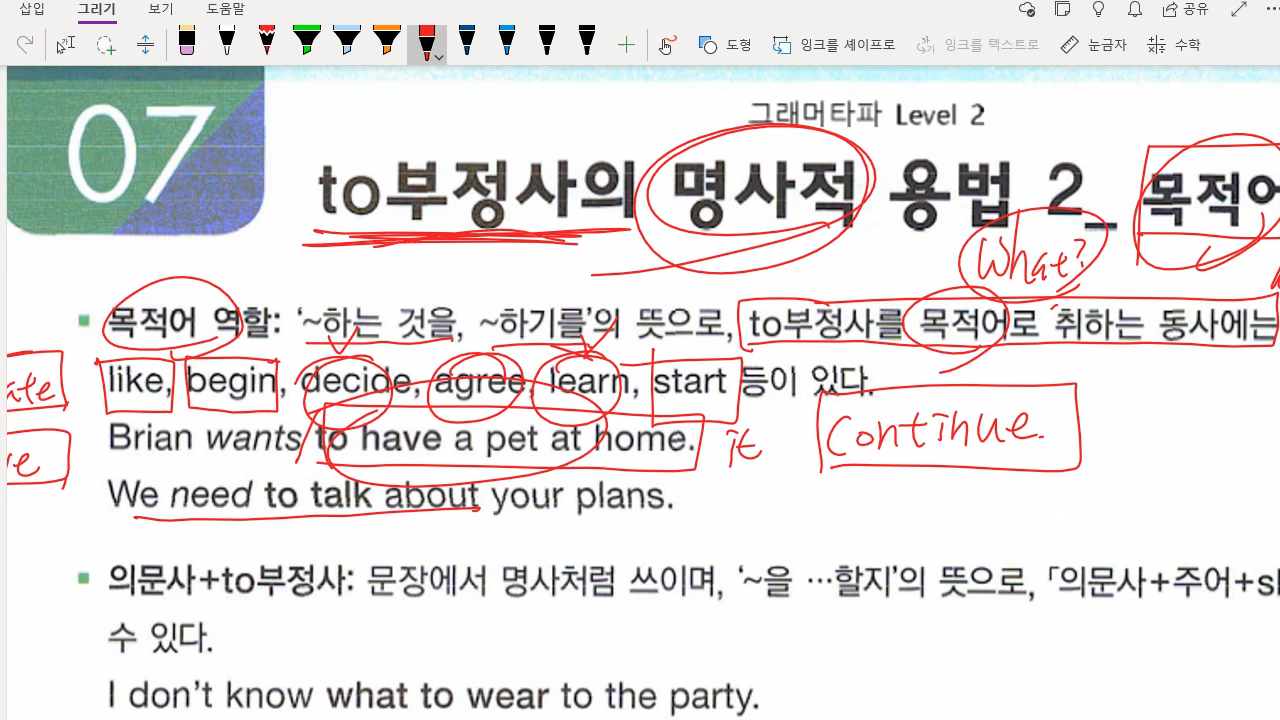 삽입 그리기 보기 도움말 공유
도형 잉크를 셰이프로 잉크를 텍스트로 눈금자 수학
07
그래머타파 Level 2
to부정사의 명사적 용법 2_ 목적어
What?
목적어 역할: ‘~하는 것을, ~하기를’의 뜻으로, to부정사를 목적어로 취하는 동사에는
like, begin, decide, agree, learn, start 등이 있다.
continue.
Brian wants to have a pet at home. it
We need to talk about your plans.
의문사+to부정사: 문장에서 명사처럼 쓰이며, ‘~을 …할지’의 뜻으로, 「의문사+주어+sh
수 있다.
I don’t know what to wear to the party.